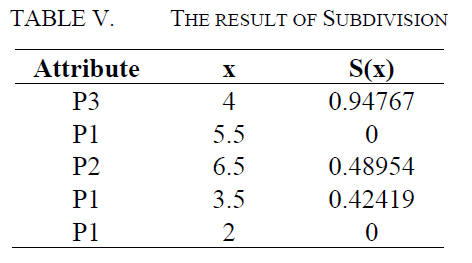 TABLE V. THE RESULT OF SUBDIVISION
Attribute x S(x)
P3 4 0.94767
P1 5.5 0
P2 6.5 0.48954
P1 3.5 0.42419
P1 2 0